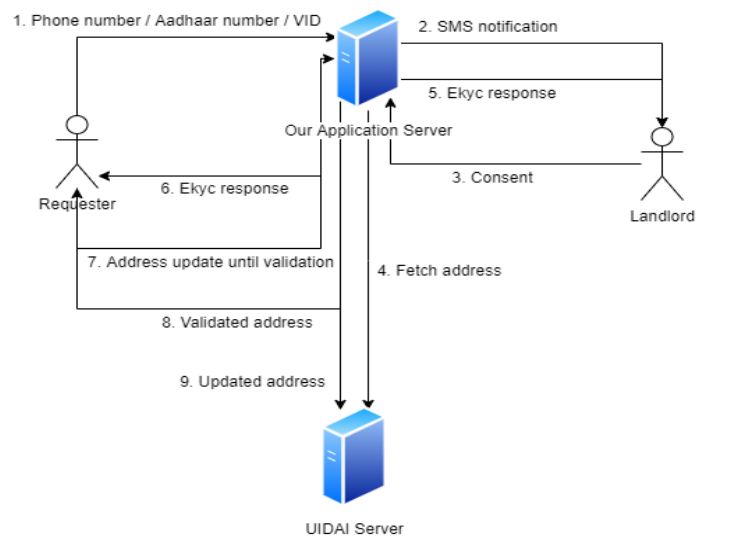 1. Phone number / Aadhaar number / VID
2. SMS notification
5. Ekyc response
Our Application Server
3. Consent
6. Ekyc response
Requester
Landlord
7. Address update until validation
4. Fetch address
8. Validated address
9. Updated address
UIDAI Server